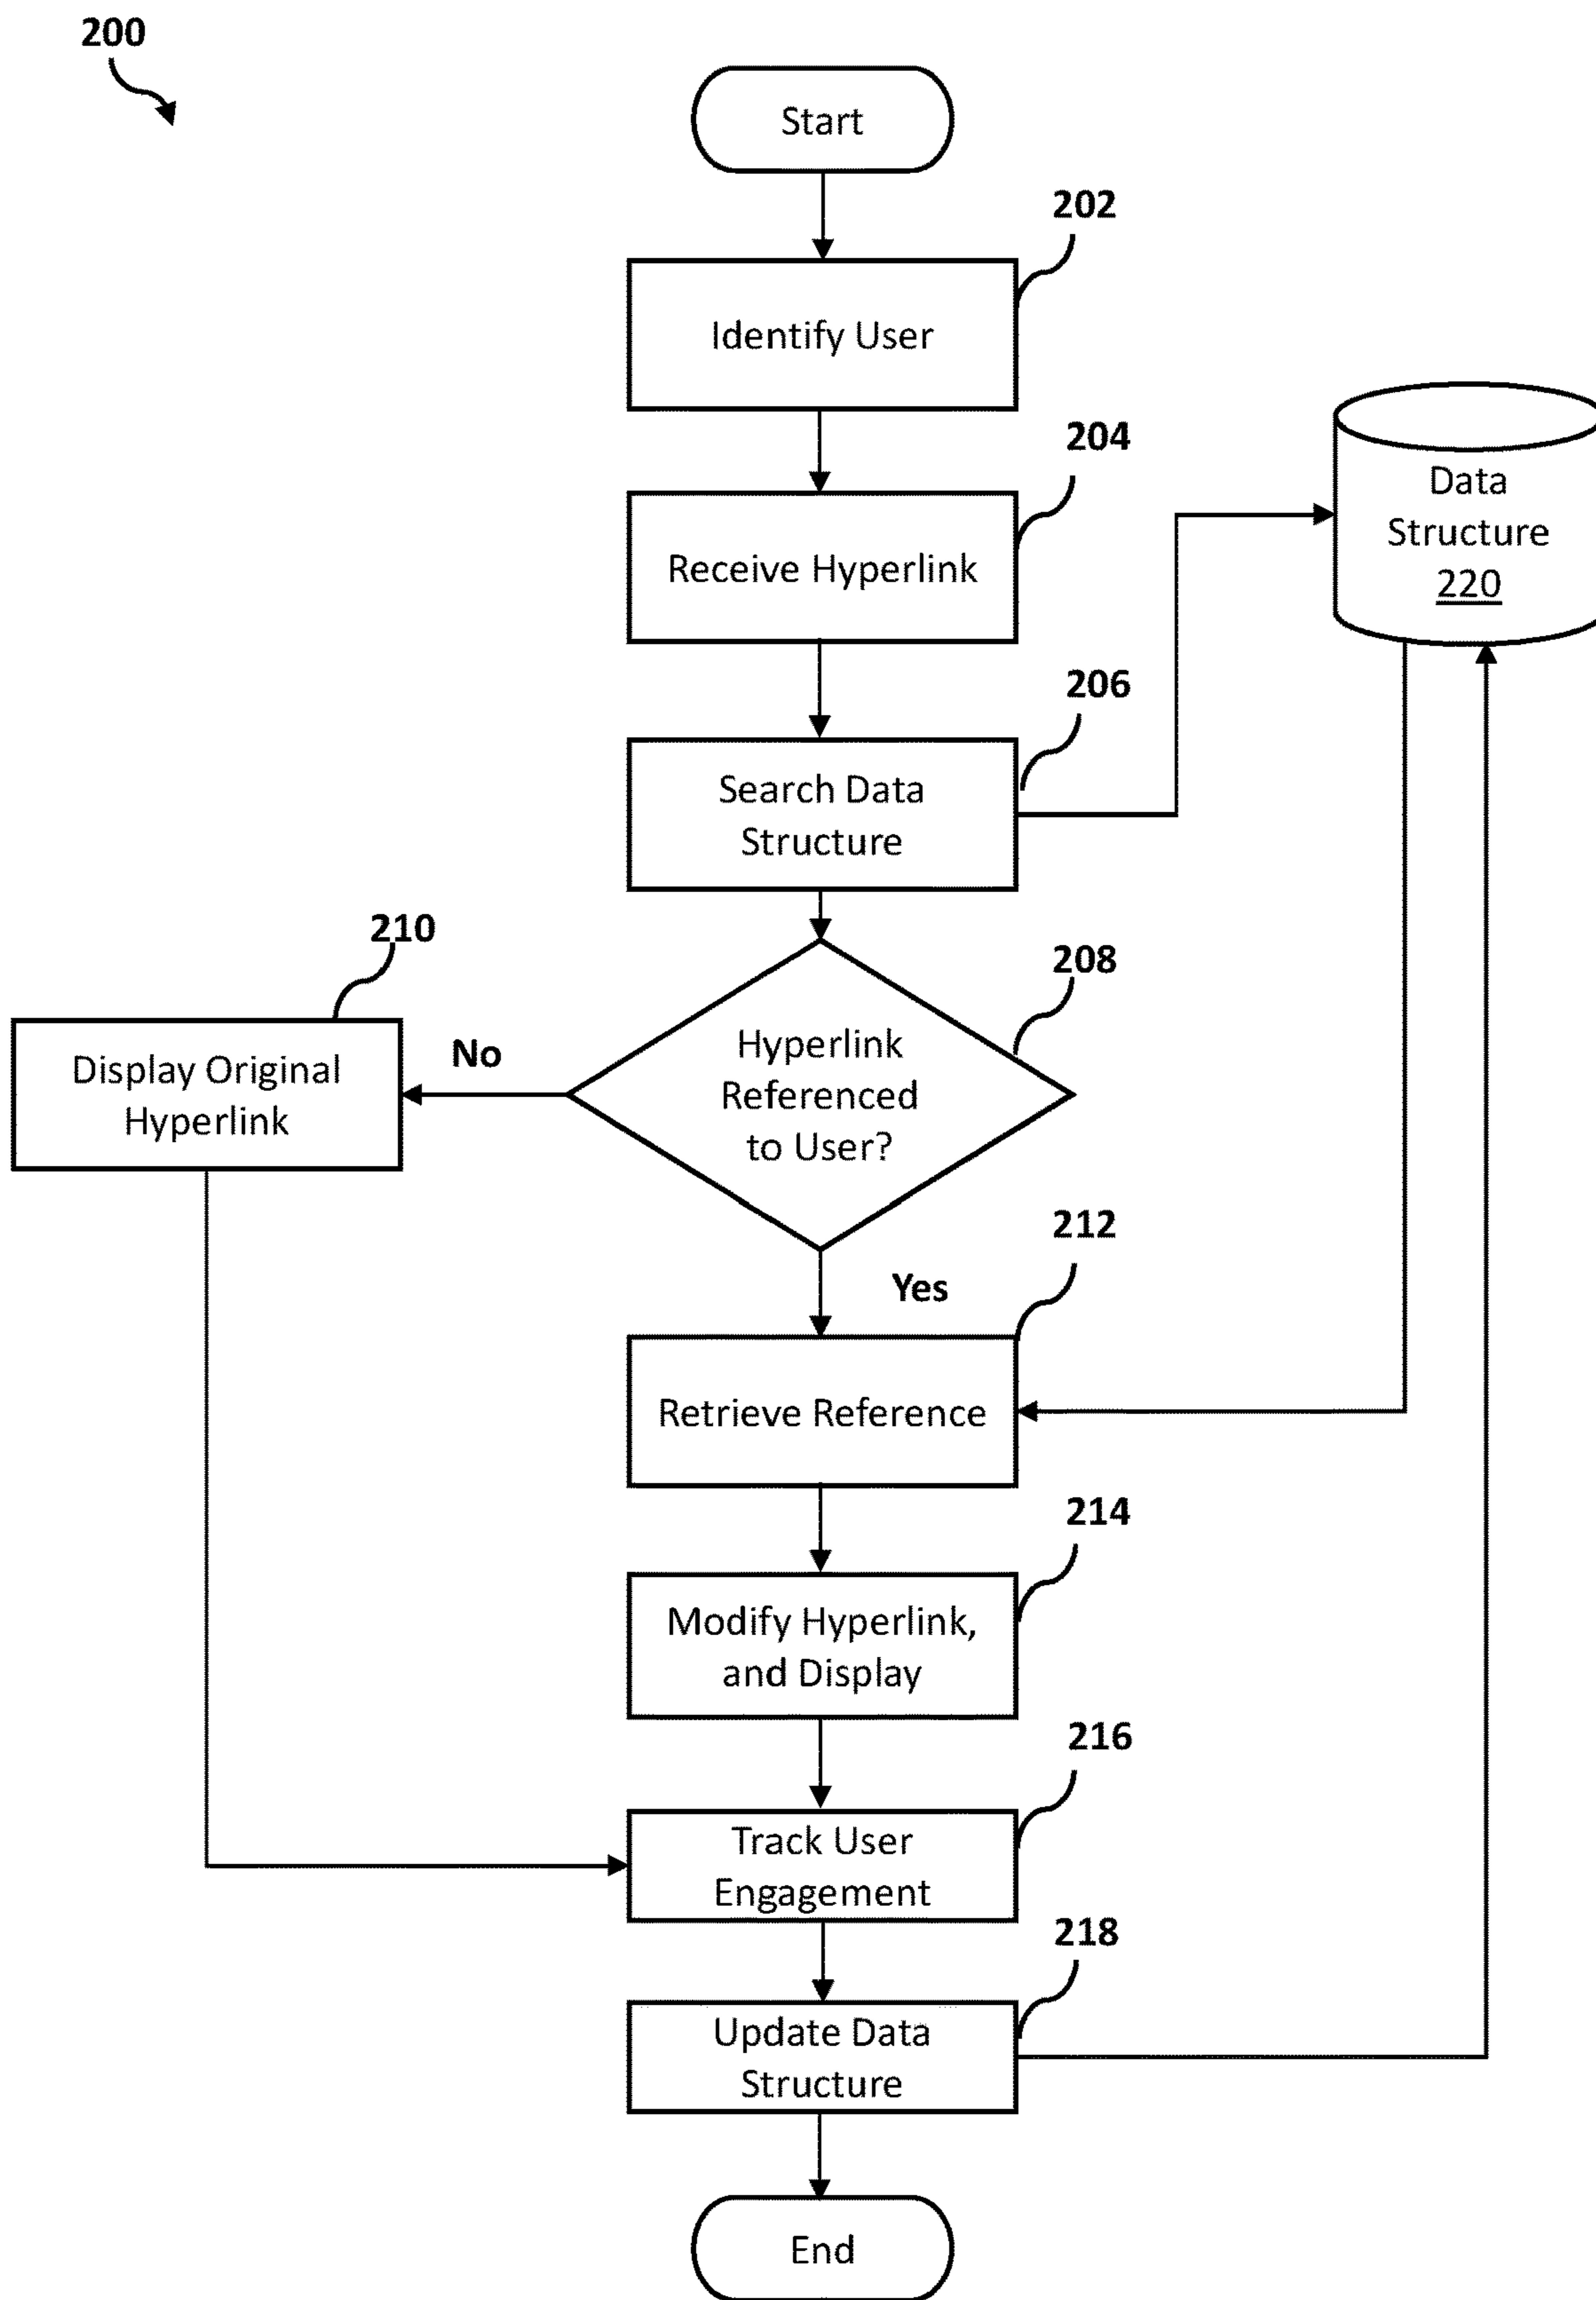 200
Start
202
Identify User
204
Receive Hyperlink
Data
Structure
220
206
Search Data
Structure
210
208
Display Original
Hyperlink
No
Hyperlink
Referenced
to User?
212
Yes
Retrieve Reference
214
Modify Hyperlink,
and Display
216
Track User
Engagement
218
Update Data
Structure
End